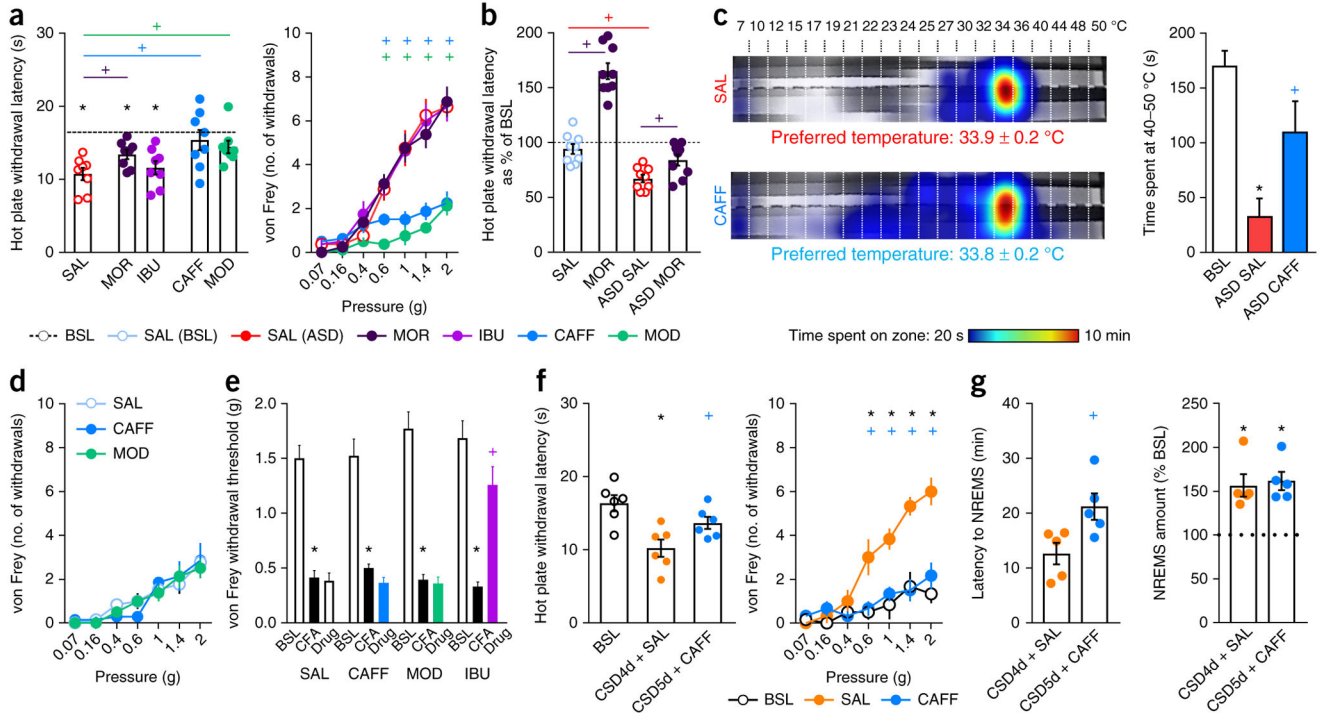 a
Hot plate withdrawal latency (s)
30
25
20
15
10
5
0
+
+
+
* * *
SAL
MOR
IBU
CAFF
MOD
von Frey (no. of withdrawals)
10
8
6
4
2
0
+ + + +
+ + + +
0.07
0.16
0.4
0.6
1
1.4
2
Pressure (g)
b
Hot plate withdrawal latency
as % of BSL
200
150
100
50
0
+
+
+
SAL
MOR
ASD SAL
ASD MOR
c
7 10 12 14 16 18 21 22 23 24 25 27 30 32 34 36 40 44 48 50 °C
SAL
Preferred temperature: 33.9 ± 0.2 °C
CAFF
Preferred temperature: 33.8 ± 0.2 °C
Time spent at 40–50 °C (s)
200
150
100
50
0
*
+
BSL
ASD SAL
ASD CAFF
BSL SAL (BSL) SAL (ASD) MOR IBU CAFF MOD
Time spent on zone: 20 s 10 min
d
von Frey (no. of withdrawals)
10
8
6
4
2
0
SAL
CAFF
MOD
0.07
0.16
0.4
0.6
1
1.4
2
Pressure (g)
e
von Frey withdrawal threshold (g)
2.0
1.5
1.0
0.5
0.0
* * * * +
BSL CFA Drug BSL CFA Drug BSL CFA Drug BSL CFA Drug
SAL CAFF MOD IBU
f
Hot plate withdrawal latency (s)
30
20
10
0
* +
BSL
CSD4d + SAL
CSD5d + CAFF
von Frey (no. of withdrawals)
10
8
6
4
2
0
* * * *
+ + + +
0.07
0.16
0.4
0.6
1
1.4
2
Pressure (g)
BSL SAL CAFF
g
Latency to NREMS (min)
40
30
20
10
0
+
CSD4d + SAL
CSD5d + CAFF
NREMS amount (% BSL)
250
200
150
100
50
0
* *
CSD4d + SAL
CSD5d + CAFF